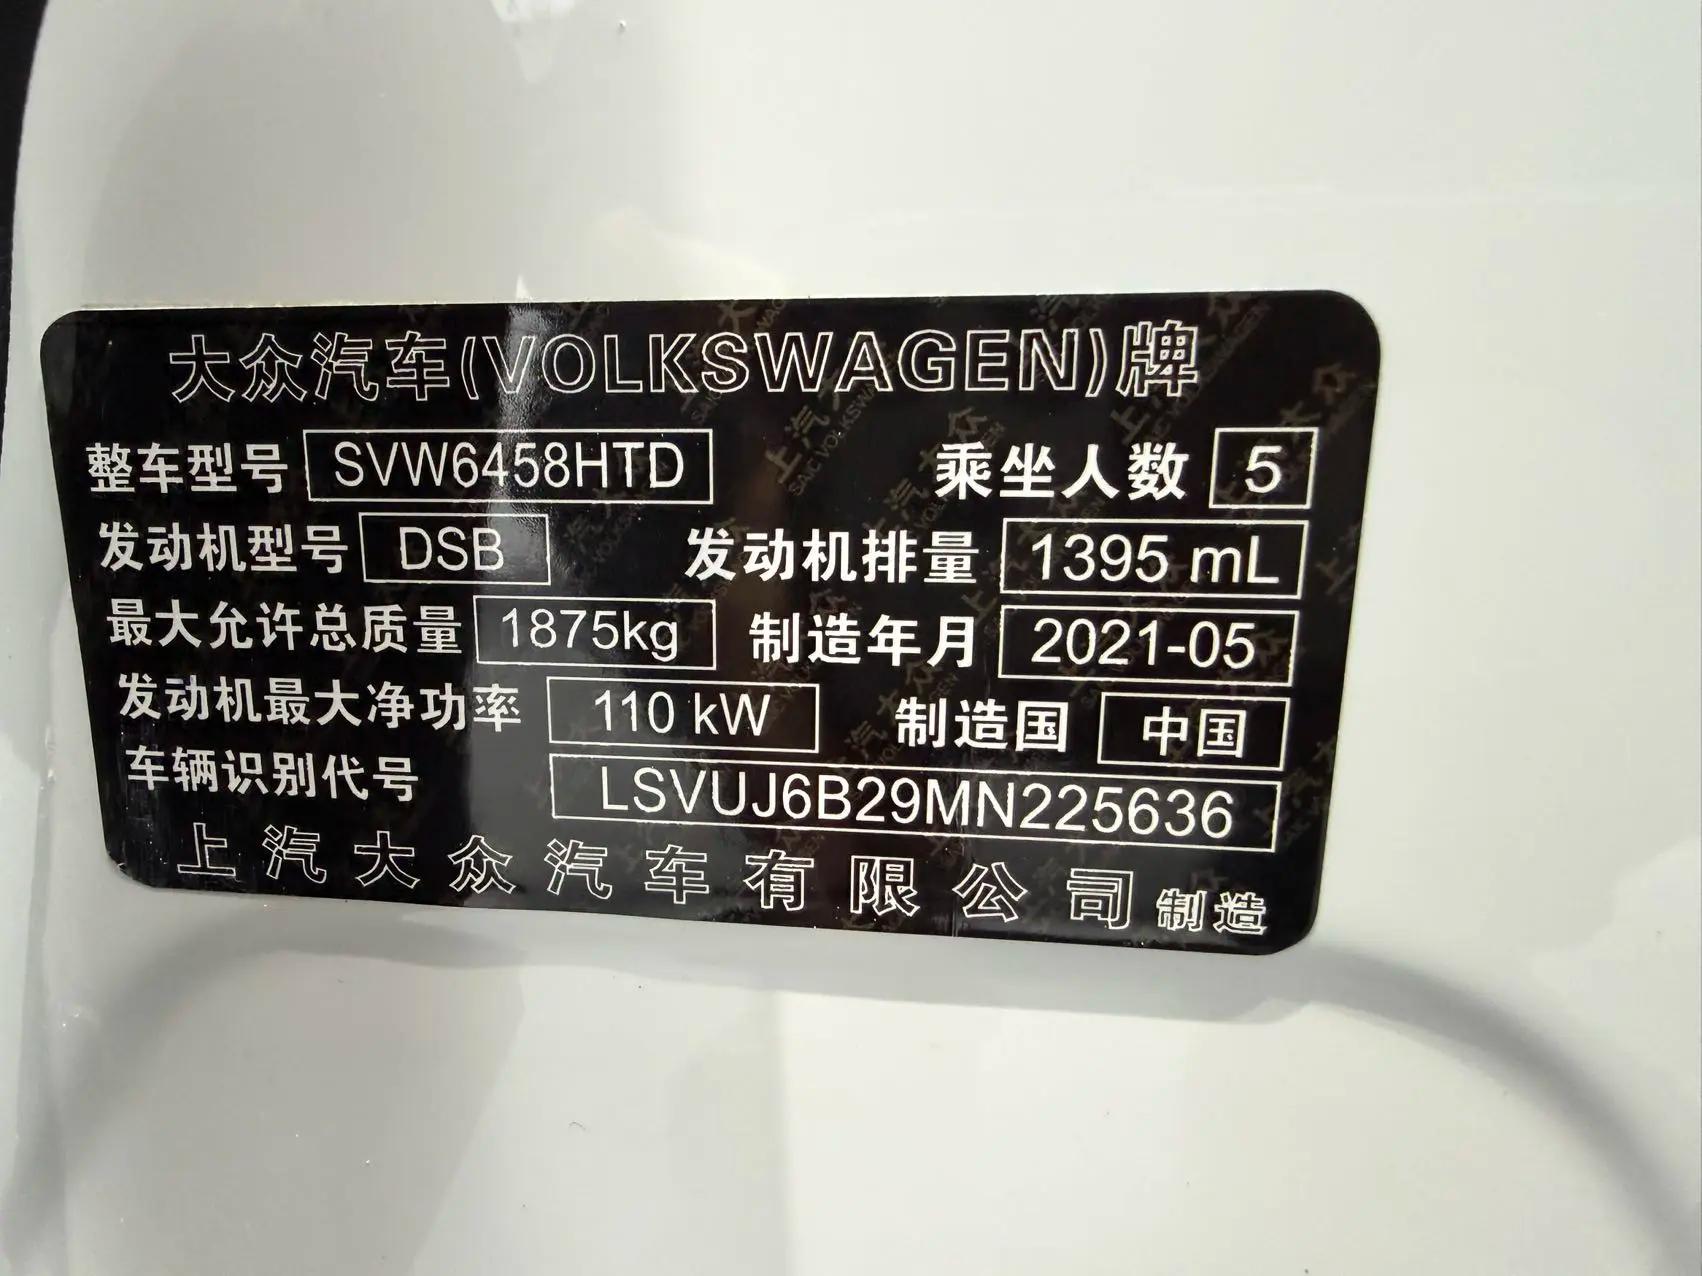 大众汽车(VOLKSWAGEN)牌
整车型号 SVW6458HTD 乘坐人数 5
发动机型号 DSB 发动机排量 1395 mL
最大允许总质量 1875kg 制造年月 2021-05
发动机最大净功率 110 kW 制造国 中国
车辆识别代号 LSVUJ6B29MN225636
上汽大众汽车有限公司 制造